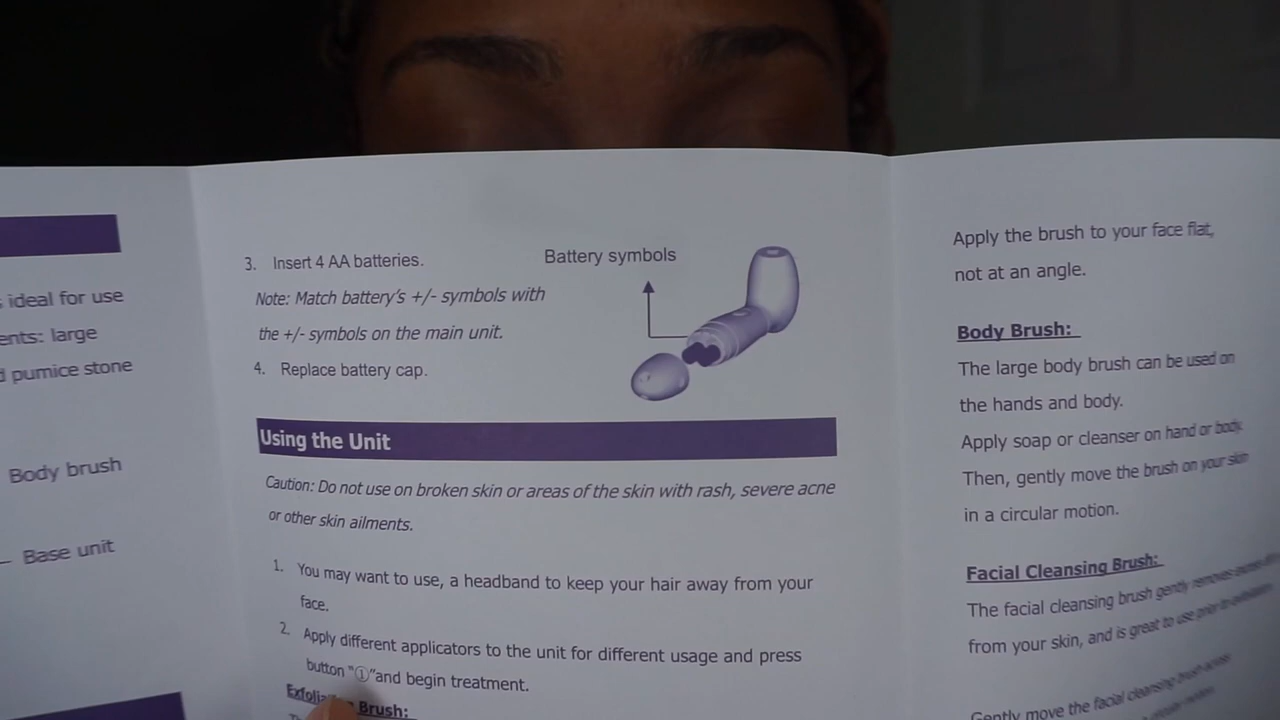 ideal for use
ents: large
pumice stone
Body brush
Base unit
3. Insert 4 AA batteries.
Note: Match battery's +/- symbols with
the +/- symbols on the main unit.
4. Replace battery cap.
Battery symbols
Using the Unit
Caution: Do not use on broken skin or areas of the skin with rash, severe acne
or other skin ailments.
1. You may want to use, a headband to keep your hair away from your
face.
2. Apply different applicators to the unit for different usage and press
button "①"and begin treatment.
Brush:
Apply the brush to your face flat,
not at an angle.
Body Brush:
The large body brush can be used on
the hands and body.
Apply soap or cleanser on hand or body.
Then, gently move the brush on your skin
in a circular motion.
Facial Cleansing Brush:
The facial cleansing brush gently removes
from your skin, and is great to use prior to
Gently move the facial cleansing brush across